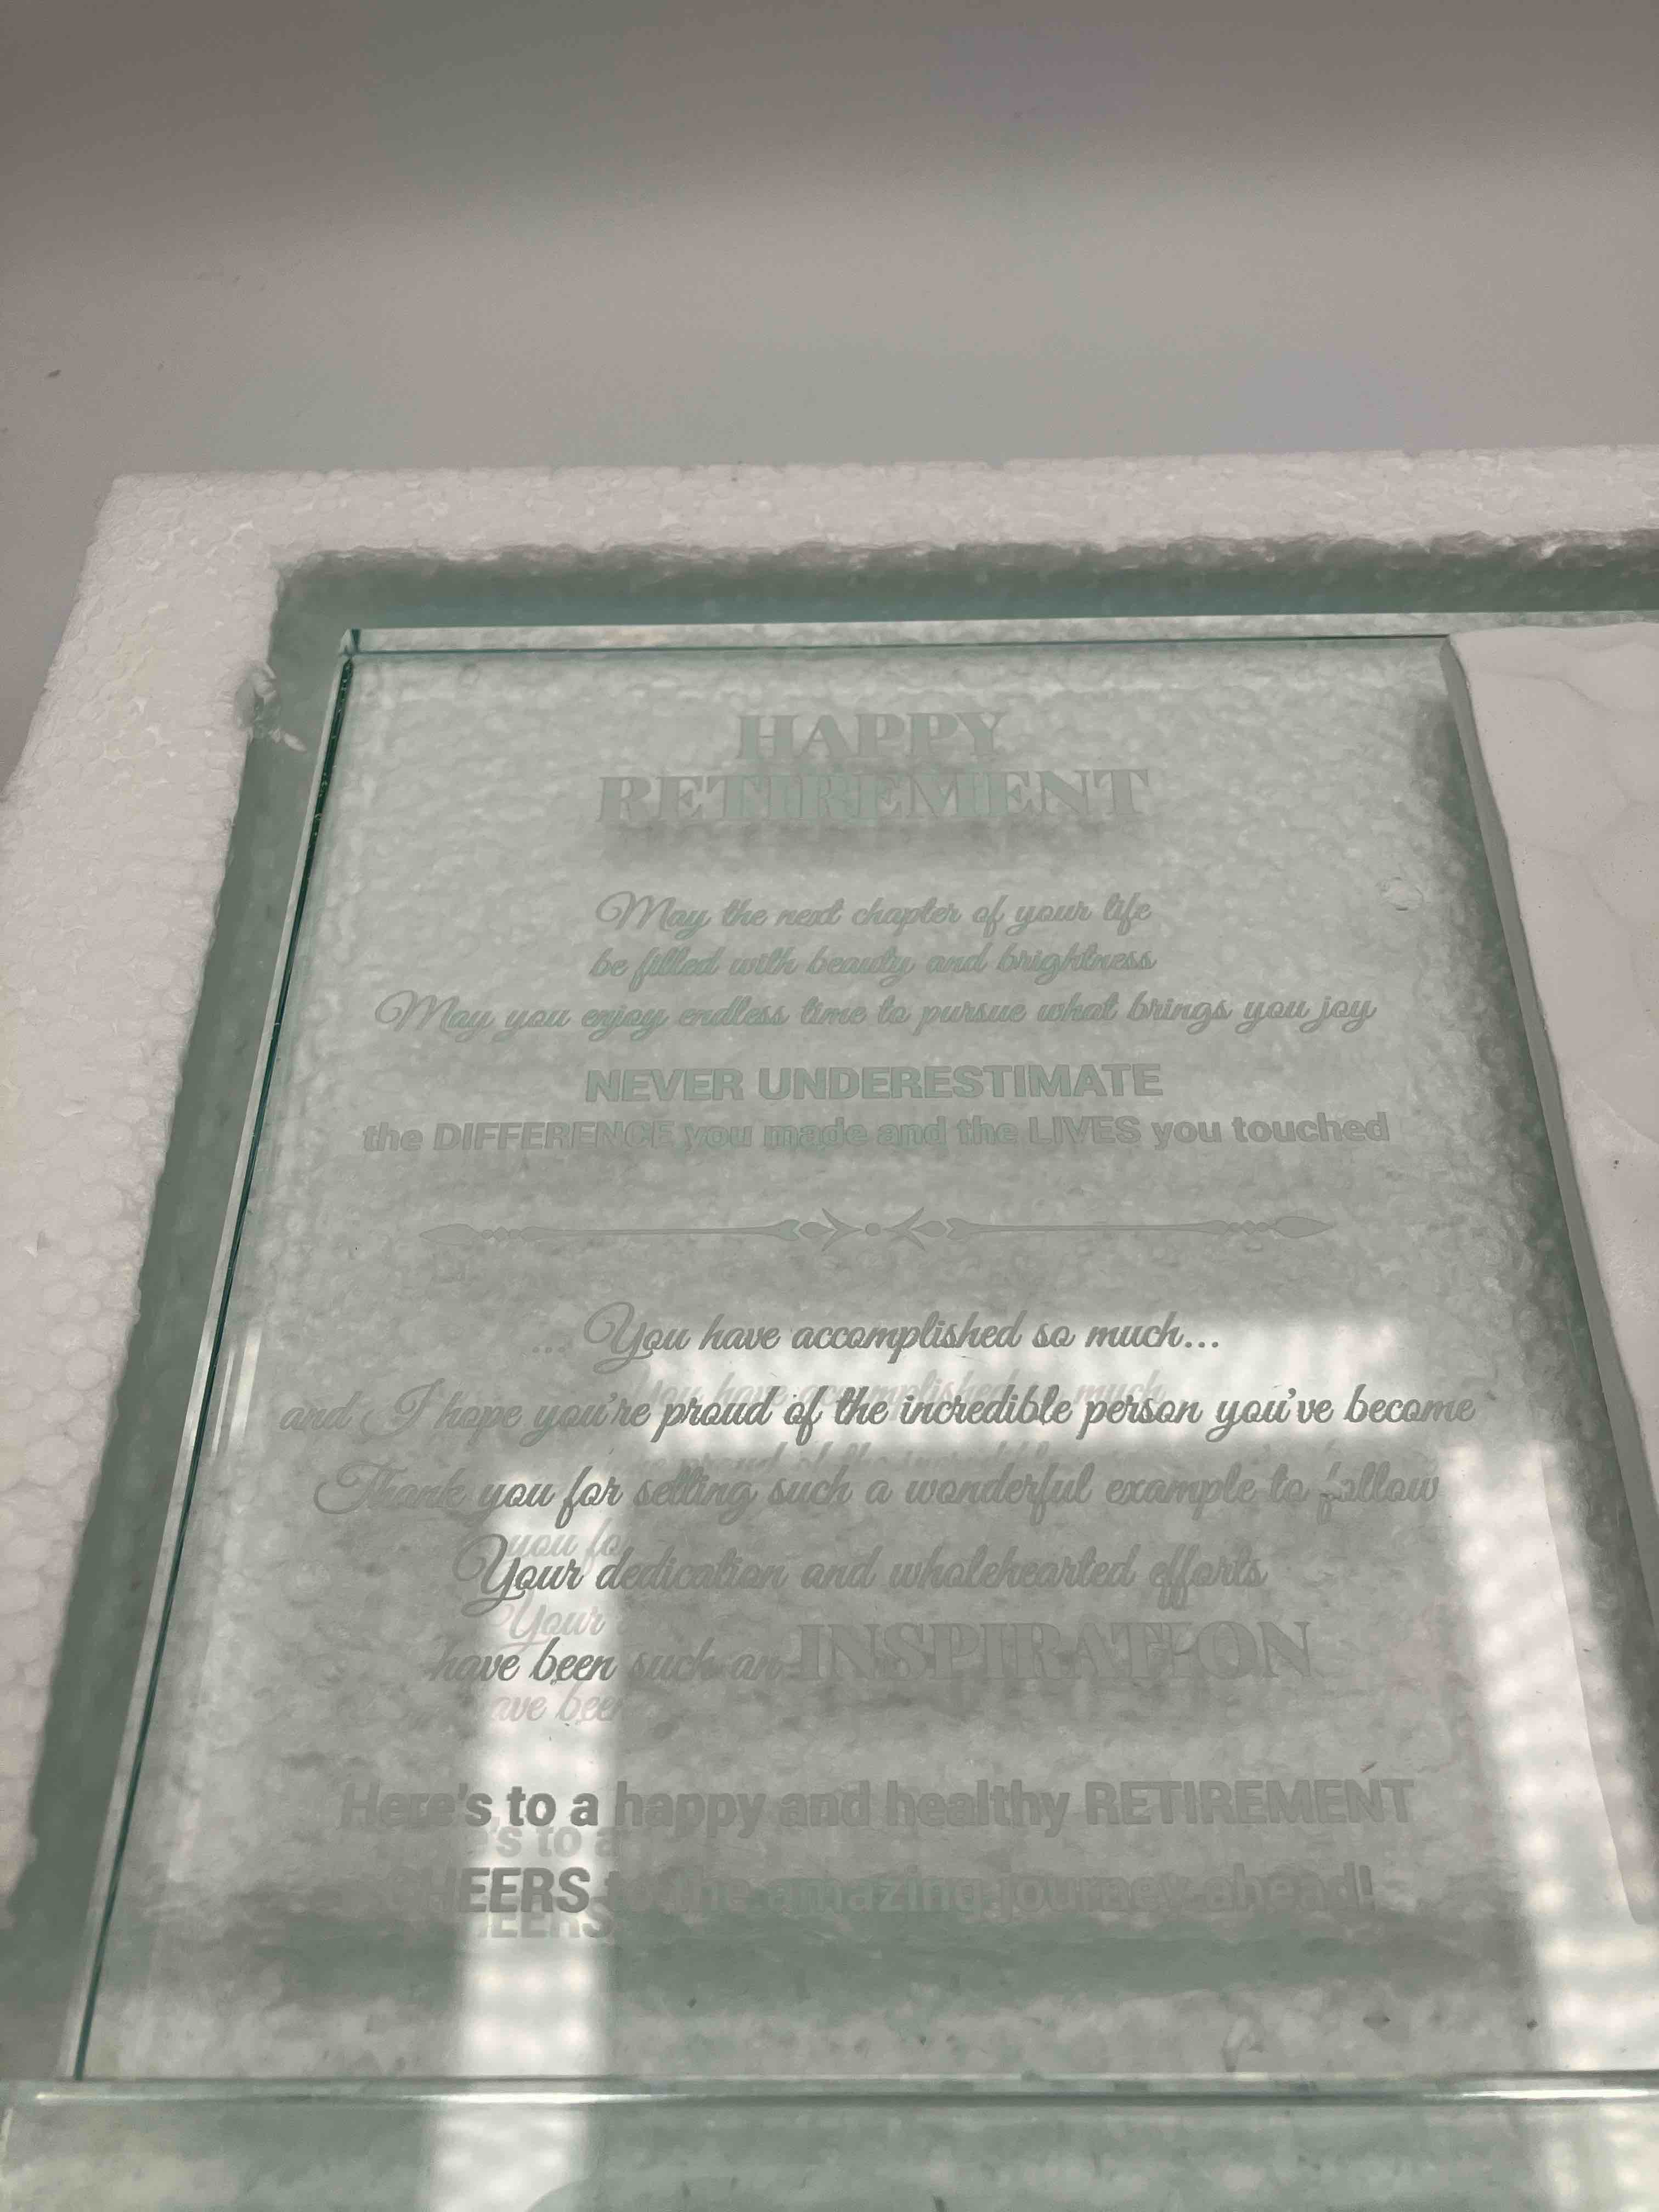 HAPPY
RETIREMENT
May the next chapter of your life
be filled with beauty and brightness
May you enjoy endless time to pursue what brings you joy
NEVER UNDERESTIMATE
the DIFFERENCE you made and the LIVES you touched
... You have accomplished so much...
and I hope you're proud of the incredible person you've become
Thank you for setting such a wonderful example to follow
Your dedication and wholehearted efforts
have been such an INSPIRATION
Here's to a happy and healthy RETIREMENT
CHEERS to the amazing journey ahead!